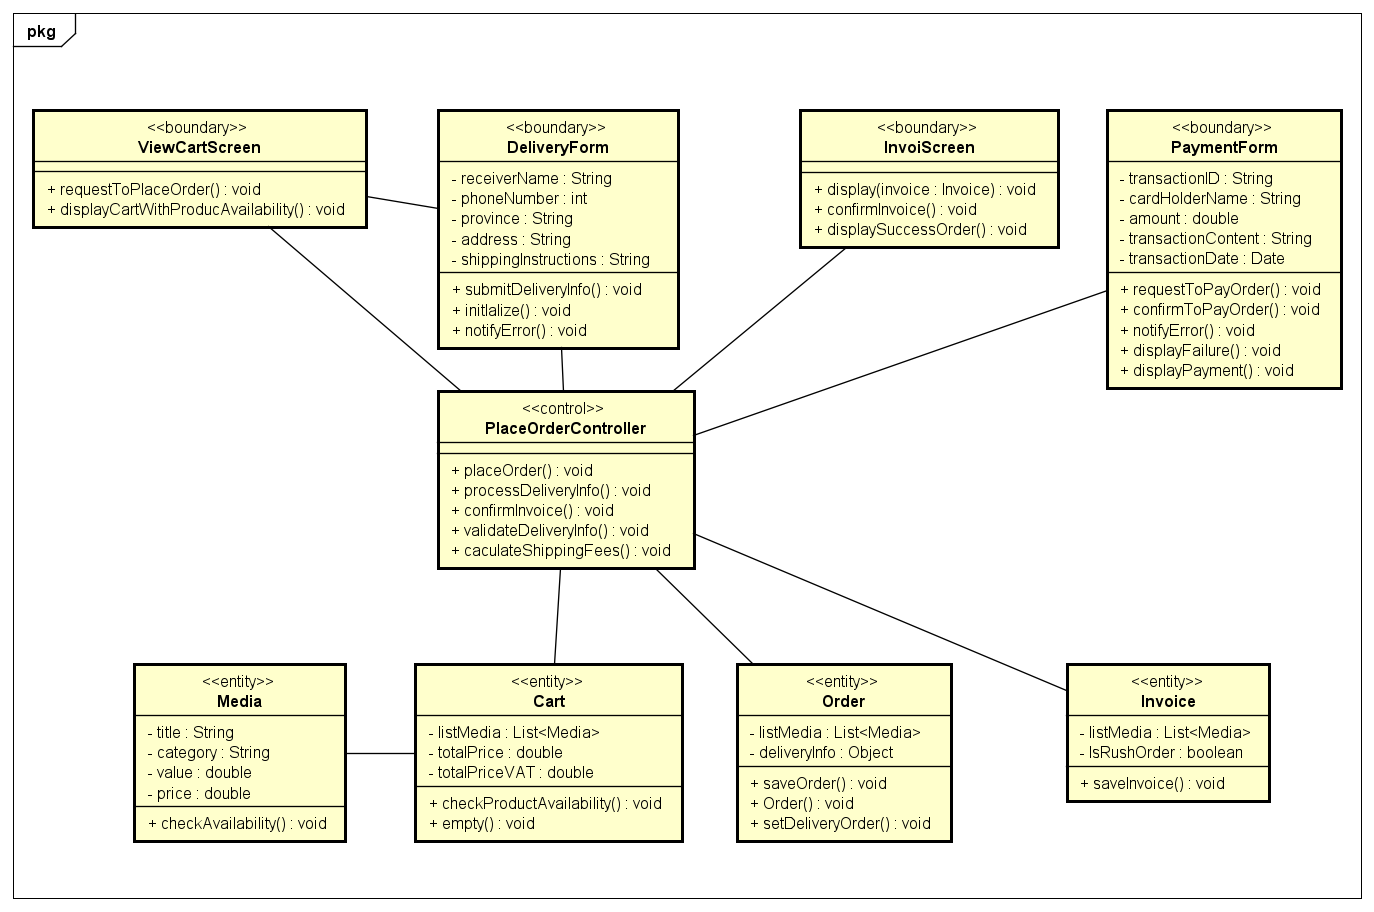 pkg
<<boundary>>
ViewCartScreen
+ requestToPlaceOrder() : void
+ displayCartWithProducAvailability() : void
<<boundary>>
DeliveryForm
- receiverName : String
- phoneNumber : int
- province : String
- address : String
- shippingInstructions : String
+ submitDeliveryInfo() : void
+ initlalize() : void
+ notifyError() : void
<<boundary>>
InvoiScreen
+ display(invoice : Invoice) : void
+ confirmInvoice() : void
+ displaySuccessOrder() : void
<<boundary>>
PaymentForm
- transactionID : String
- cardHolderName : String
- amount : double
- transactionContent : String
- transactionDate : Date
+ requestToPayOrder() : void
+ confirmToPayOrder() : void
+ notifyError() : void
+ displayFailure() : void
+ displayPayment() : void
<<control>>
PlaceOrderController
+ placeOrder() : void
+ processDeliveryInfo() : void
+ confirmInvoice() : void
+ validateDeliveryInfo() : void
+ caculateShippingFees() : void
<<entity>>
Media
- title : String
- category : String
- value : double
- price : double
+ checkAvailability() : void
<<entity>>
Cart
- listMedia : List<Media>
- totalPrice : double
- totalPriceVAT : double
+ checkProductAvailability() : void
+ empty() : void
<<entity>>
Order
- listMedia : List<Media>
- deliveryInfo : Object
+ saveOrder() : void
+ Order() : void
+ setDeliveryOrder() : void
<<entity>>
Invoice
- listMedia : List<Media>
- IsRushOrder : boolean
+ saveInvoice() : void